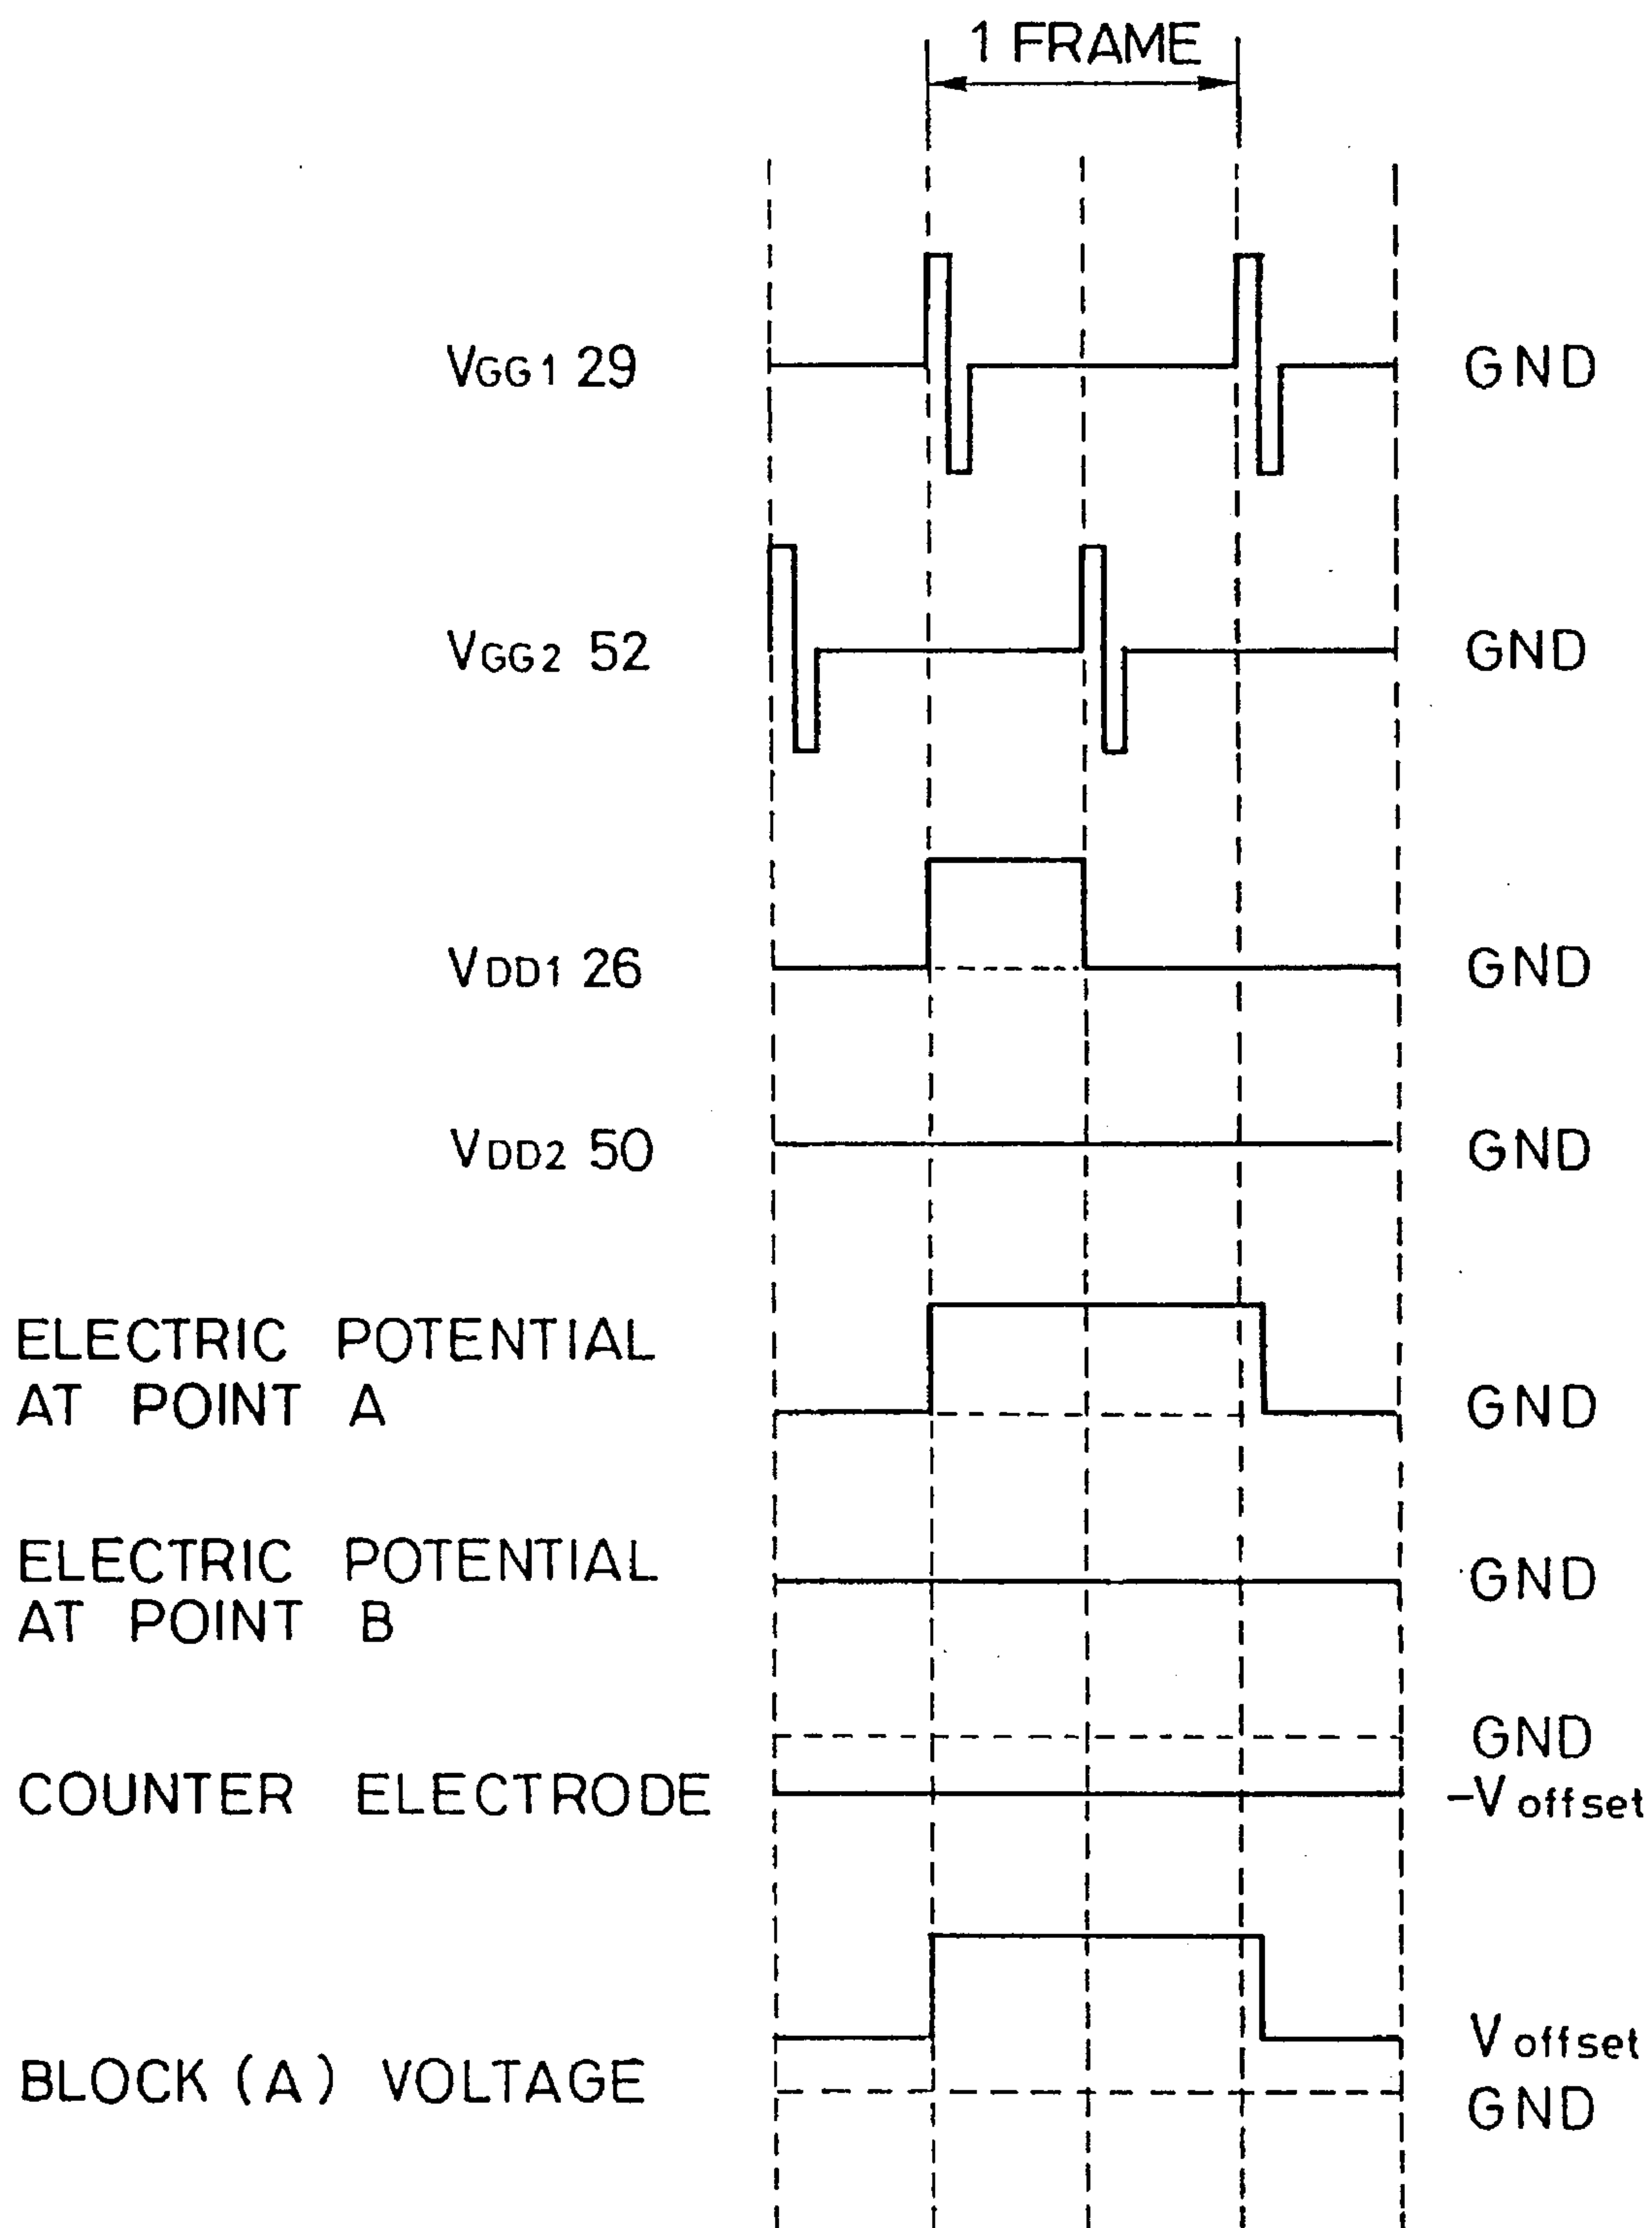 1 FRAME
VGG1 29 GND
VGG2 52 GND
VDD1 26 GND
VDD2 50 GND
ELECTRIC POTENTIAL
AT POINT A GND
ELECTRIC POTENTIAL GND
AT POINT B
GND
COUNTER ELECTRODE -Voffset
Voffset
BLOCK (A) VOLTAGE
GND